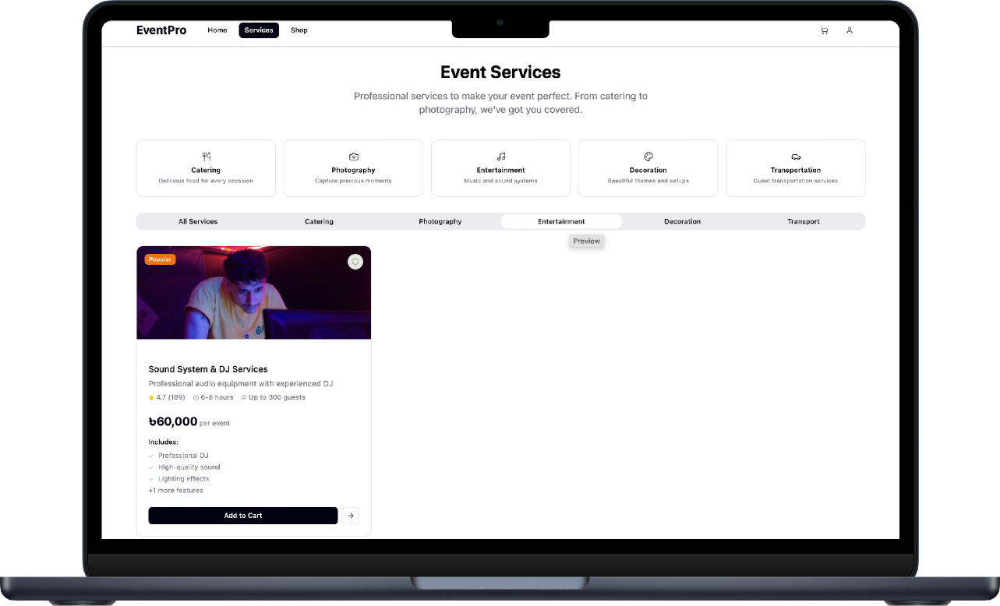 EventPro Home Services Shop
Event Services
Professional services to make your event perfect. From catering to
photography, we've got you covered.
Catering
Delicious food for every occasion
Photography
Capture precious moments
Entertainment
Music and sound systems
Decoration
Beautiful themes and setups
Transportation
Guest transportation services
All Services Catering Photography Entertainment Decoration Transport
Preview
Popular
Sound System & DJ Services
Professional audio equipment with experienced DJ
4.7 (189) 6-8 hours Up to 300 guests
৳60,000 per event
Includes:
Professional DJ
High-quality sound
Lighting effects
+1 more features
Add to Cart